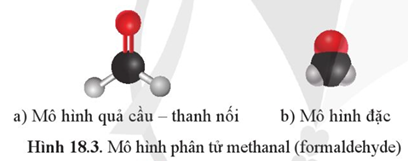 a) Mô hình quả cầu – thanh nối b) Mô hình đặc
Hình 18.3. Mô hình phân tử methanal (formaldehyde)